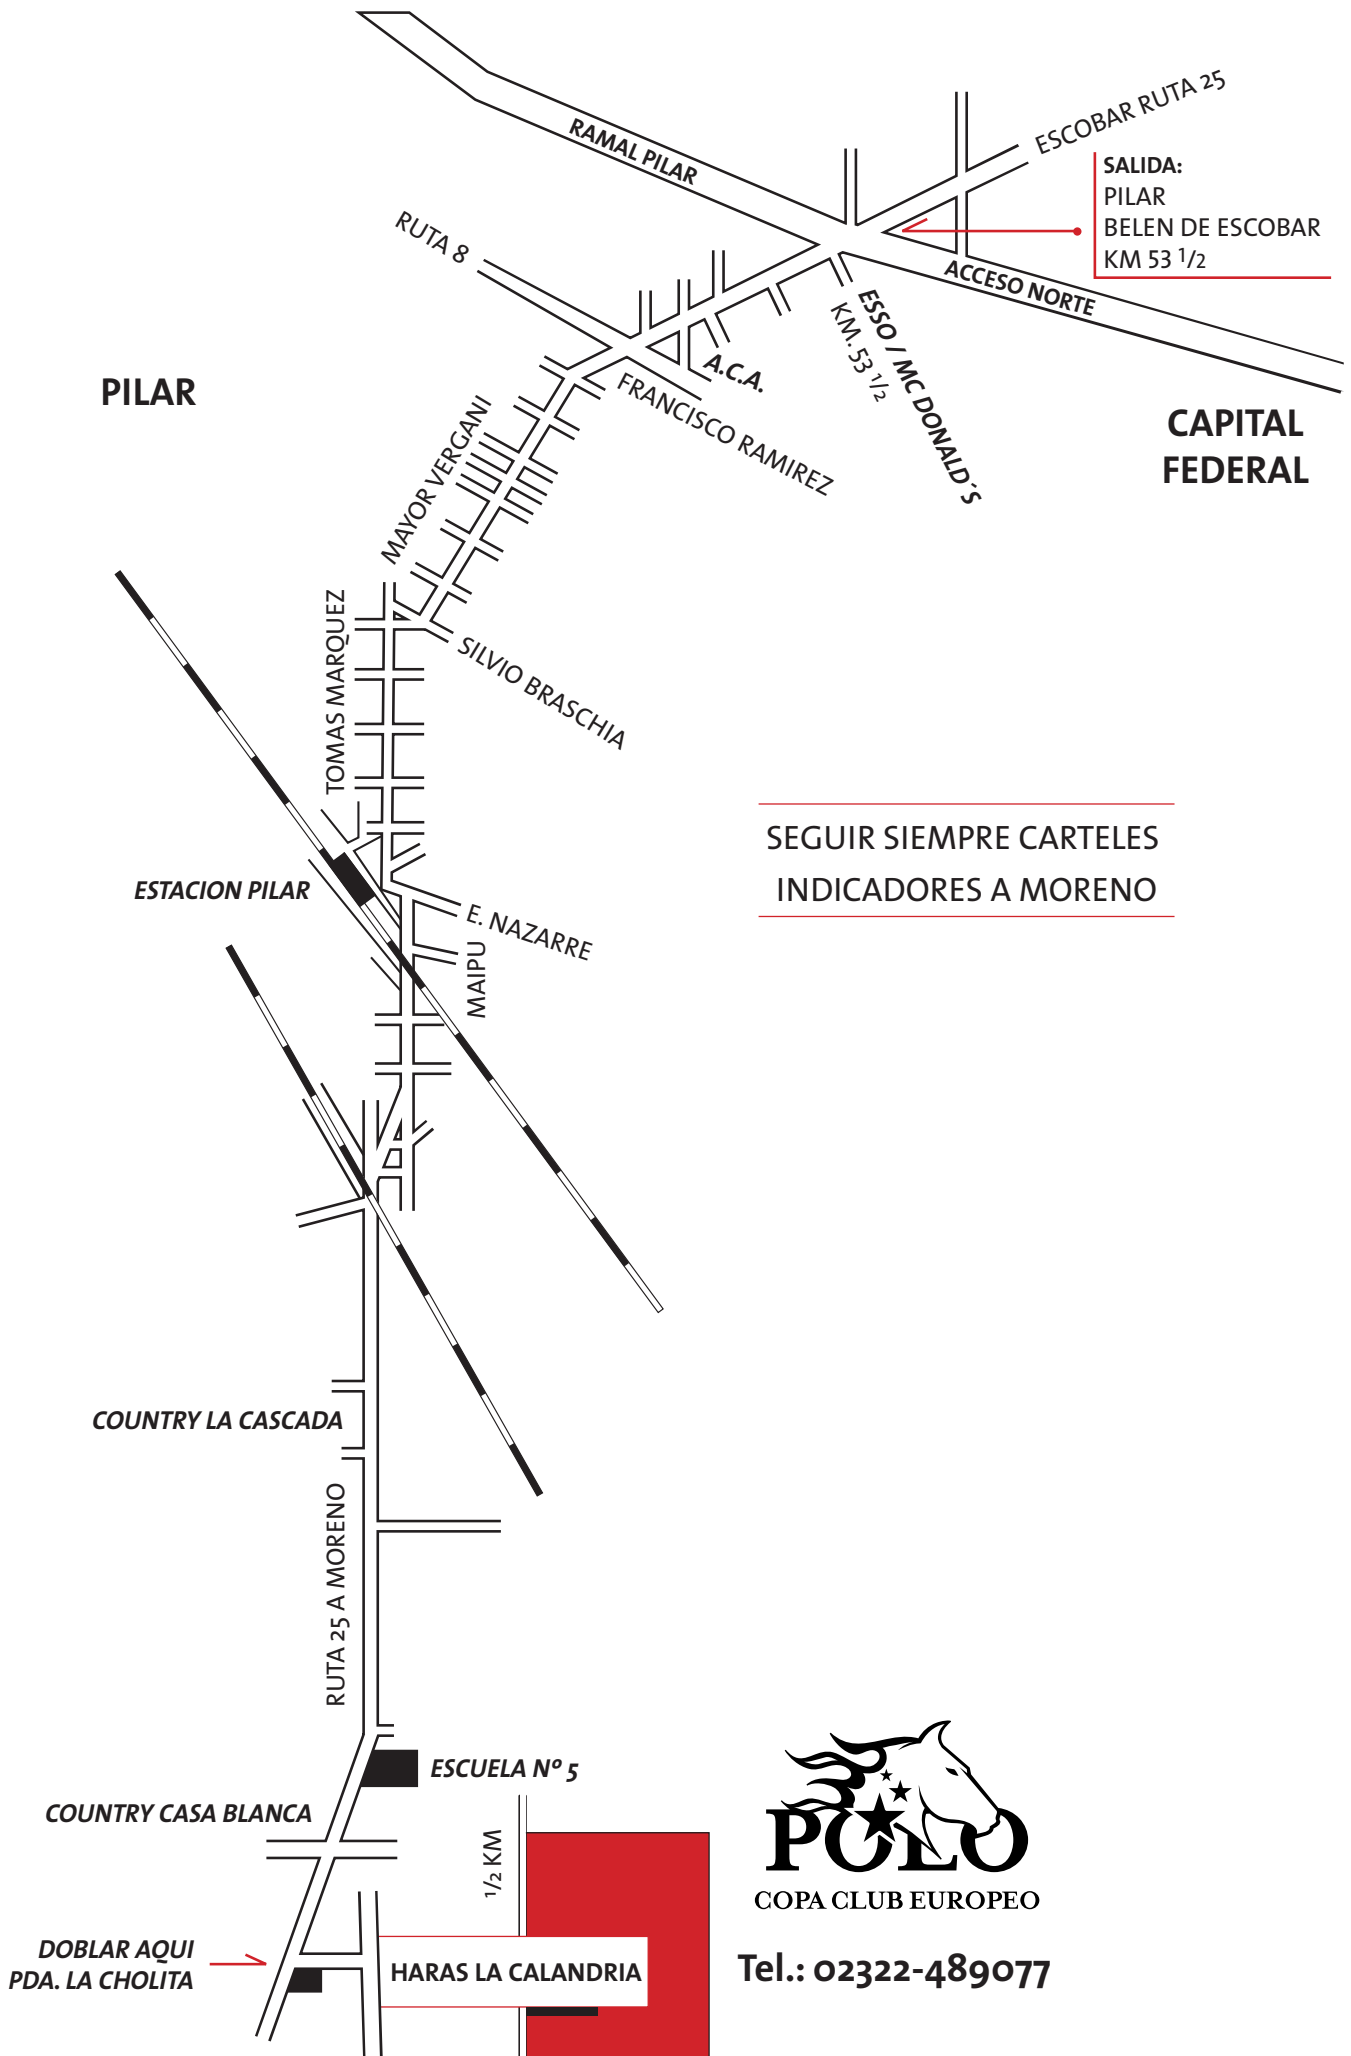 RAMAL PILAR
ESCOBAR RUTA 25
SALIDA:
PILAR
BELEN DE ESCOBAR
KM 53 1/2
RUTA 8
ACCESO NORTE
ESSO / MC DONALD´S
KM. 53 1/2
A.C.A.
FRANCISCO RAMIREZ
PILAR
CAPITAL
FEDERAL
MAYOR VERGANI
TOMAS MARQUEZ
SILVIO BRASCHIA
SEGUIR SIEMPRE CARTELES
INDICADORES A MORENO
ESTACION PILAR
E. NAZARRE
MAIPU
COUNTRY LA CASCADA
RUTA 25 A MORENO
ESCUELA Nº 5
COUNTRY CASA BLANCA
1/2 KM
POLO
COPA CLUB EUROPEO
DOBLAR AQUI
PDA. LA CHOLITA
HARAS LA CALANDRIA
Tel.: 02322-489077